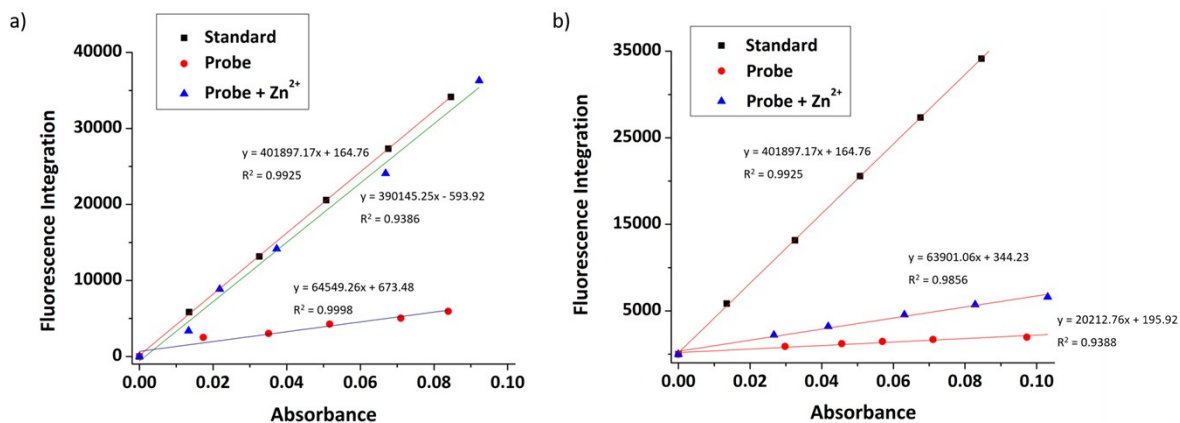 a)
Standard
Probe
Probe + Zn²⁺
40000
30000
20000
10000
0
Fluorescence Integration
y = 401897.17x + 164.76
R² = 0.9925
y = 390145.25x - 593.92
R² = 0.9386
y = 64549.26x + 673.48
R² = 0.9998
0.00 0.02 0.04 0.06 0.08 0.10
Absorbance
b)
Standard
Probe
Probe + Zn²⁺
35000
25000
15000
5000
Fluorescence Integration
y = 401897.17x + 164.76
R² = 0.9925
y = 63901.06x + 344.23
R² = 0.9856
y = 20212.76x + 195.92
R² = 0.9388
0.00 0.02 0.04 0.06 0.08 0.10
Absorbance